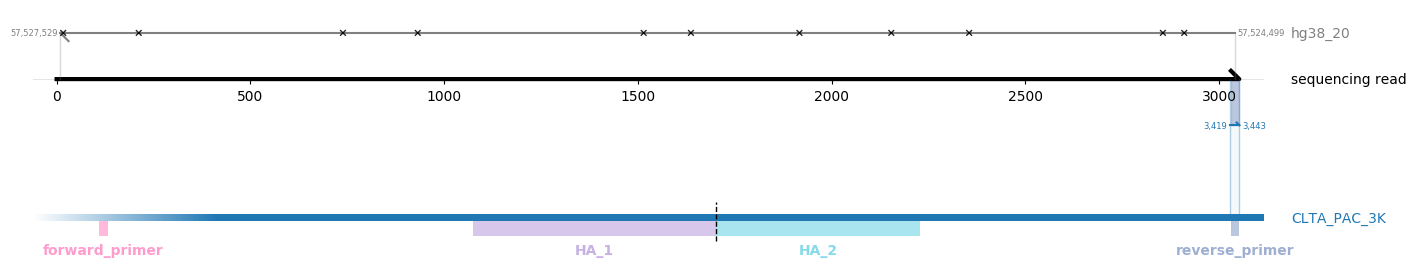 57,527,529 57,524,499 hg38_20
sequencing read
0 500 1000 1500 2000 2500 3000
3,419 3,443
CLTA_PAC_3K
forward_primer HA_1 HA_2 reverse_primer